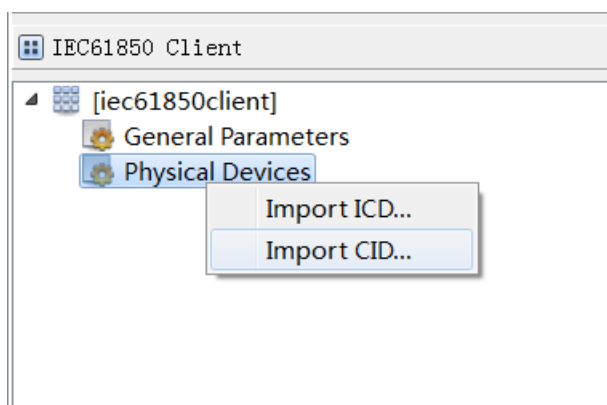 IEC61850 Client
[iec61850client]
General Parameters
Physical Devices
Import ICD...
Import CID...